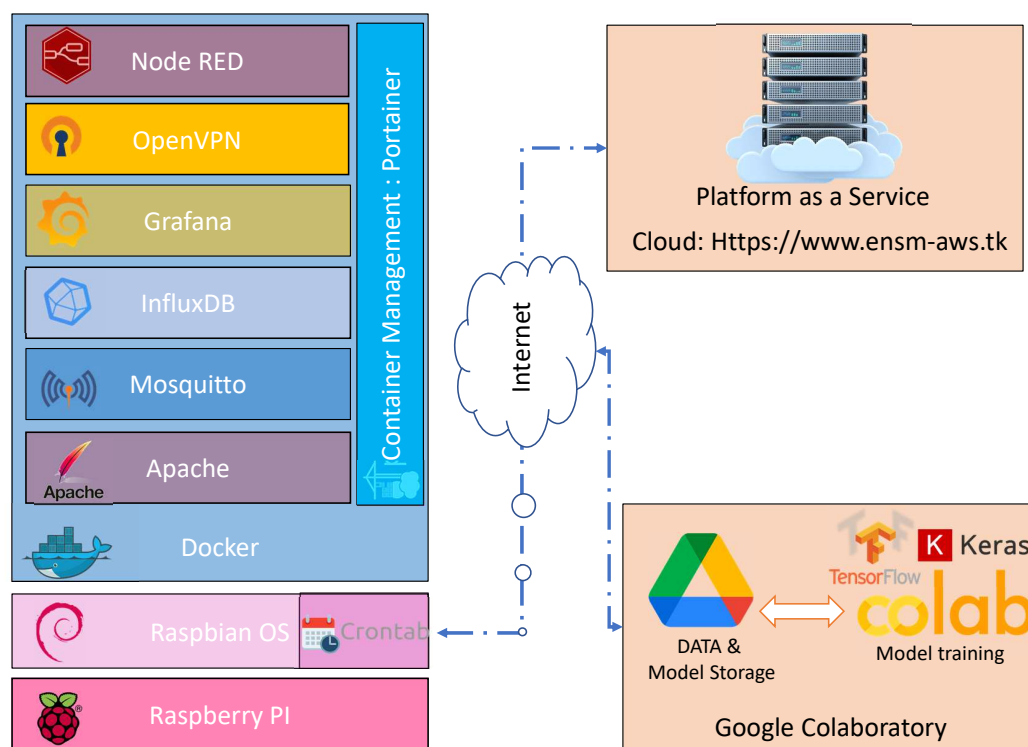 Node RED
OpenVPN
Grafana
InfluxDB
Mosquitto
Apache
Apache
Docker
Container Management : Portainer
Raspbian OS
Crontab
Raspberry PI
Internet
Platform as a Service
Cloud: Https://www.ensm-aws.tk
TensorFlow
K Keras
colab
DATA &
Model Storage
Model training
Google Colaboratory